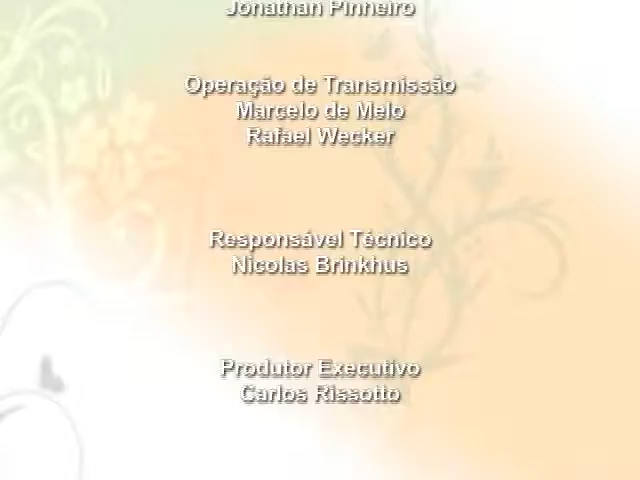 Jonathan Pinheiro
Operação de Transmissão
Marcelo de Melo
Rafael Wecker
Responsável Técnico
Nicolas Brinkhus
Produtor Executivo
Carlos Rissotto